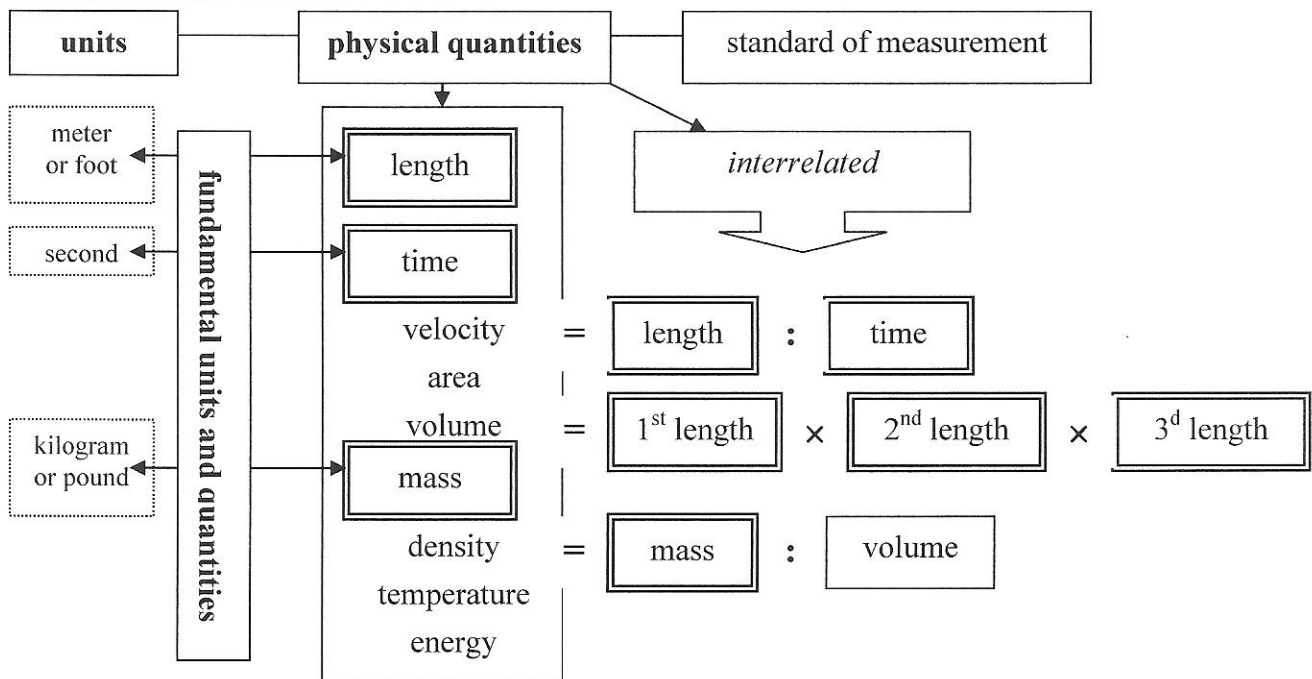 units physical quantities standard of measurement
meter
or foot
length
interrelated
second
time
fundamental units and quantities
velocity = length : time
area
volume = 1st length × 2nd length × 3d length
kilogram
or pound
mass
density = mass : volume
temperature
energy